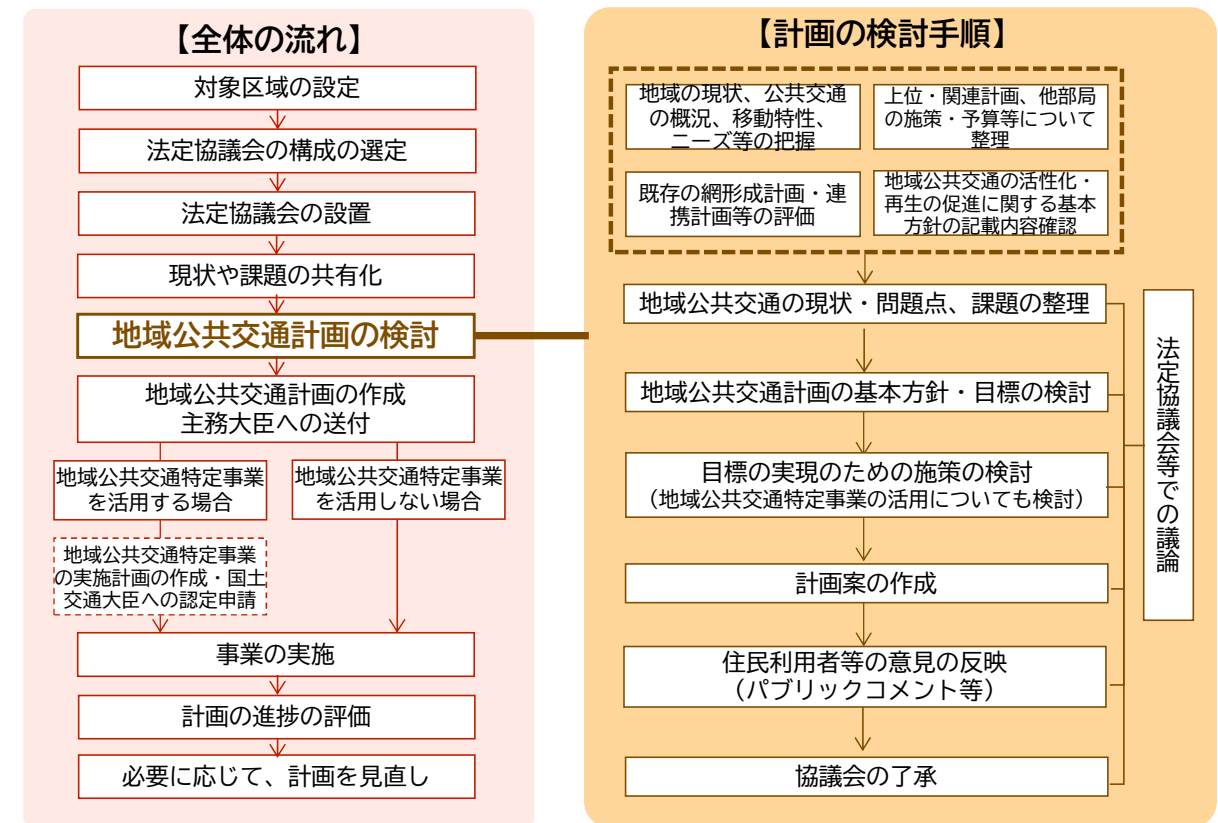 【全体の流れ】
対象区域の設定
法定協議会の構成の選定
法定協議会の設置
現状や課題の共有化
地域公共交通計画の検討
地域公共交通計画の作成
主務大臣への送付
地域公共交通特定事業
を活用する場合
地域公共交通特定事業
を活用しない場合
地域公共交通特定事業
の実施計画の作成・国土
交通大臣への認定申請
事業の実施
計画の進捗の評価
必要に応じて、計画を見直し
【計画の検討手順】
地域の現状、公共交通
の概況、移動特性、
ニーズ等の把握
上位・関連計画、他部局
の施策・予算等について
整理
既存の網形成計画・連
携計画等の評価
地域公共交通の活性化・
再生の促進に関する基本
方針の記載内容確認
地域公共交通の現状・問題点、課題の整理
地域公共交通計画の基本方針・目標の検討
目標の実現のための施策の検討
（地域公共交通特定事業の活用についても検討）
計画案の作成
住民利用者等の意見の反映
（パブリックコメント等）
協議会の了承
法定協議会等での議論